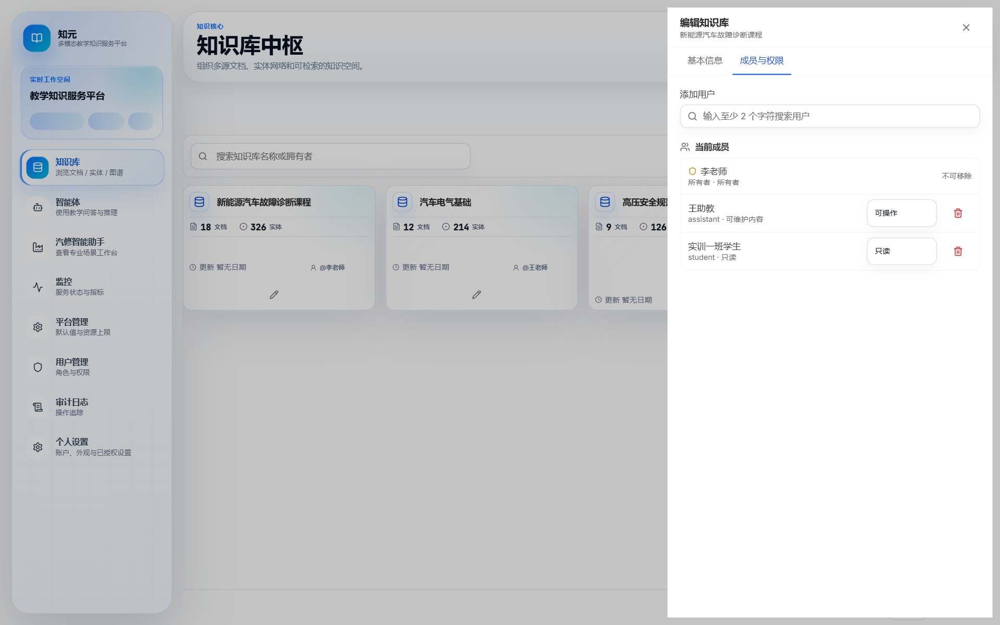 知元
多模态教学知识服务平台
实时工作空间
教学知识服务平台
知识库
浏览文档 / 实体 / 图谱
智能体
使用教学问答与推理
汽修智能助手
查看专业场景工作台
监控
服务状态与指标
平台管理
默认值与资源上限
用户管理
角色与权限
审计日志
操作追踪
个人设置
账户、外观与已授权设置
知识核心
知识库中枢
组织多源文档、实体网络和可检索的知识空间。
搜索知识库名称或拥有者
新能源汽车故障诊断课程
18 文档 326 实体
更新 暂无日期 @李老师
汽车电气基础
12 文档 214 实体
更新 暂无日期 @王老师
高压安全规
9 文档 126
更新 暂无日期
编辑知识库
新能源汽车故障诊断课程
基本信息 成员与权限
添加用户
输入至少 2 个字符搜索用户
当前成员
李老师
所有者 · 所有者
不可移除
王助教
assistant · 可维护内容
可操作
实训一班学生
student · 只读
只读